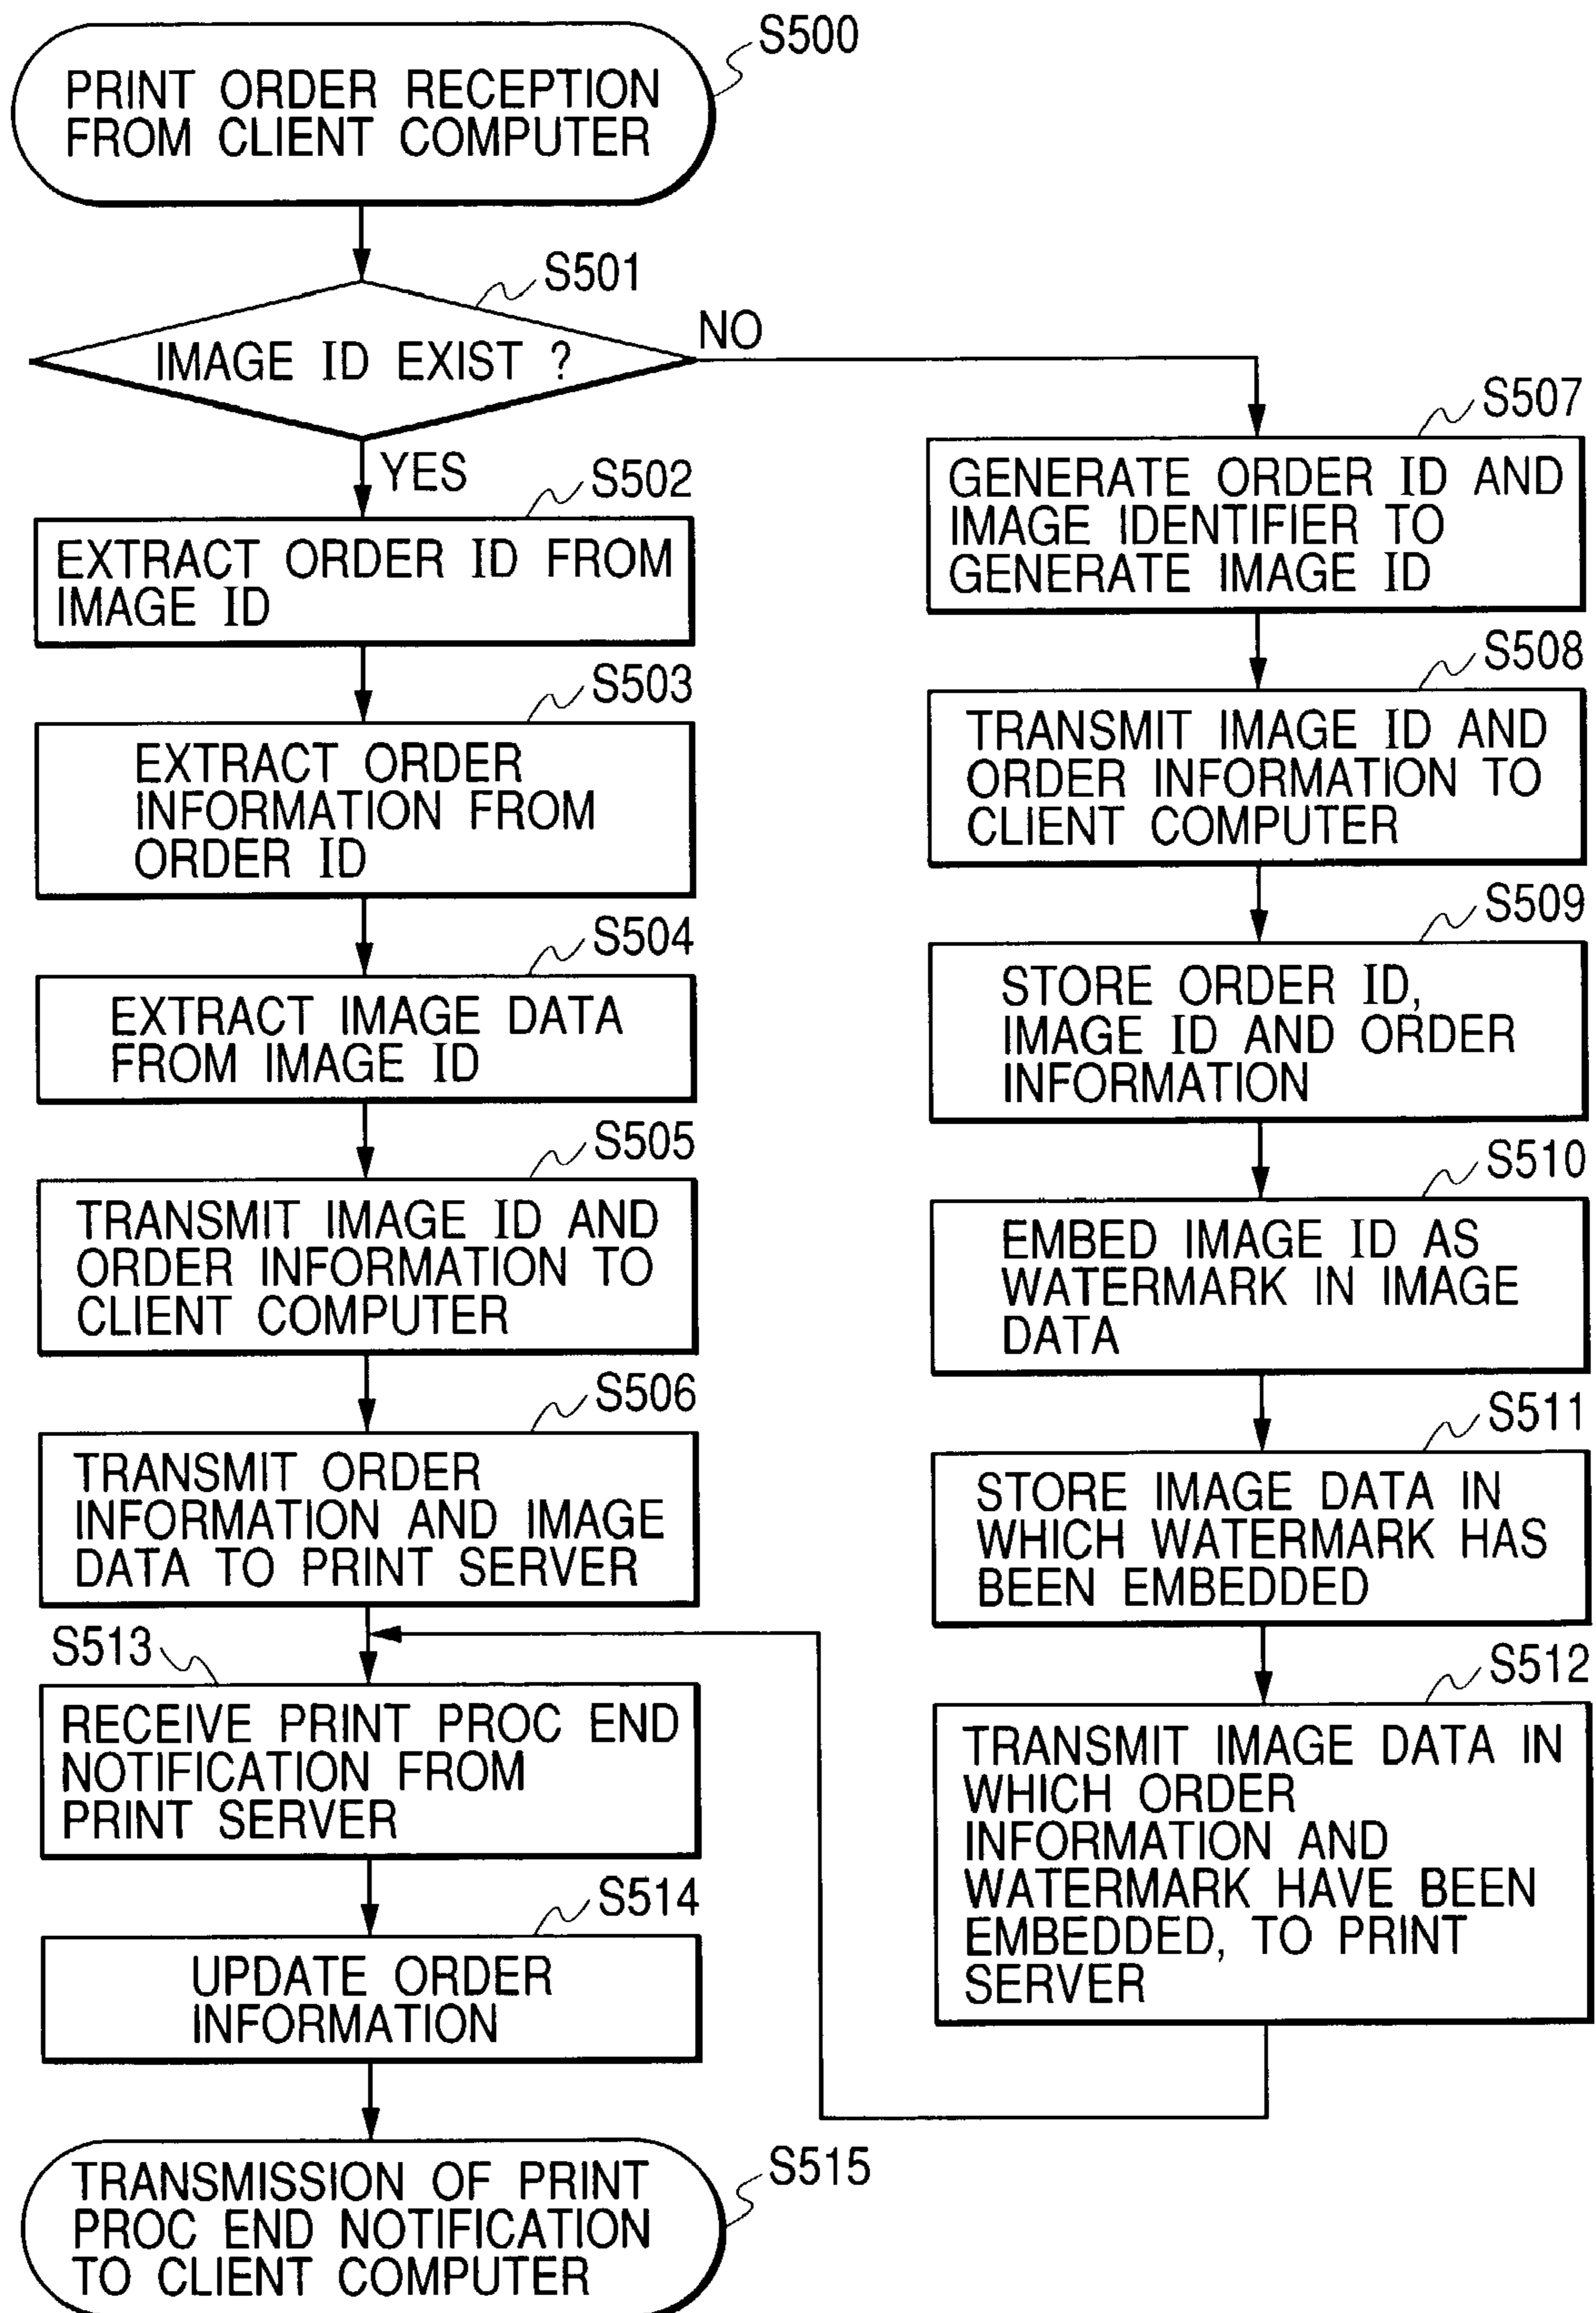 S500
PRINT ORDER RECEPTION
FROM CLIENT COMPUTER
S501
IMAGE ID EXIST ?
NO
YES
S502
EXTRACT ORDER ID FROM
IMAGE ID
S503
EXTRACT ORDER
INFORMATION FROM
ORDER ID
S504
EXTRACT IMAGE DATA
FROM IMAGE ID
S505
TRANSMIT IMAGE ID AND
ORDER INFORMATION TO
CLIENT COMPUTER
S506
TRANSMIT ORDER
INFORMATION AND IMAGE
DATA TO PRINT SERVER
S507
GENERATE ORDER ID AND
IMAGE IDENTIFIER TO
GENERATE IMAGE ID
S508
TRANSMIT IMAGE ID AND
ORDER INFORMATION TO
CLIENT COMPUTER
S509
STORE ORDER ID,
IMAGE ID AND ORDER
INFORMATION
S510
EMBED IMAGE ID AS
WATERMARK IN IMAGE
DATA
S511
STORE IMAGE DATA IN
WHICH WATERMARK HAS
BEEN EMBEDDED
S512
TRANSMIT IMAGE DATA IN
WHICH ORDER
INFORMATION AND
WATERMARK HAVE BEEN
EMBEDDED, TO PRINT
SERVER
S513
RECEIVE PRINT PROC END
NOTIFICATION FROM
PRINT SERVER
S514
UPDATE ORDER
INFORMATION
S515
TRANSMISSION OF PRINT
PROC END NOTIFICATION
TO CLIENT COMPUTER